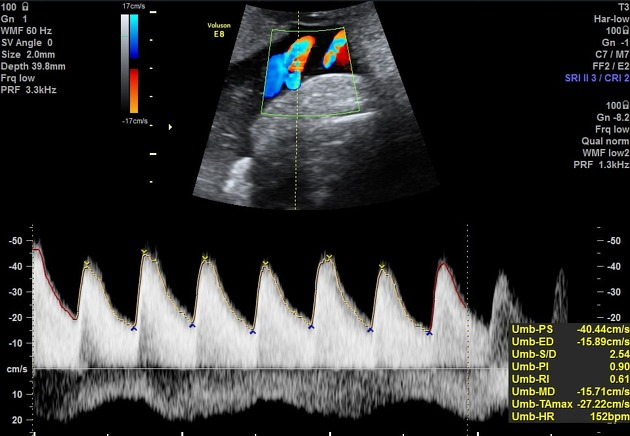 100
Gn 1
WMF 60 Hz
SV Angle 0
Size 2.0mm
Depth 39.8mm
Frq low
PRF 3.3kHz
17cm/s
-17cm/s
Voluson
E8
T3
Har-low
100
Gn -1
C7 / M7
FF2 / E2
SRI II 3 / CRI 2
100
Gn -8.2
Frq low
Qual norm
WMF low2
PRF 1.3kHz
-50
-40
-30
-20
-10
cm/s
10
20
-50
-40
-30
-20
Umb-PS -40.44cm/s
Umb-ED -15.89cm/s
Umb-S/D 2.54
Umb-PI 0.90
Umb-RI 0.61
Umb-MD -15.71cm/s
Umb-TAmax -27.22cm/s
Umb-HR 152bpm